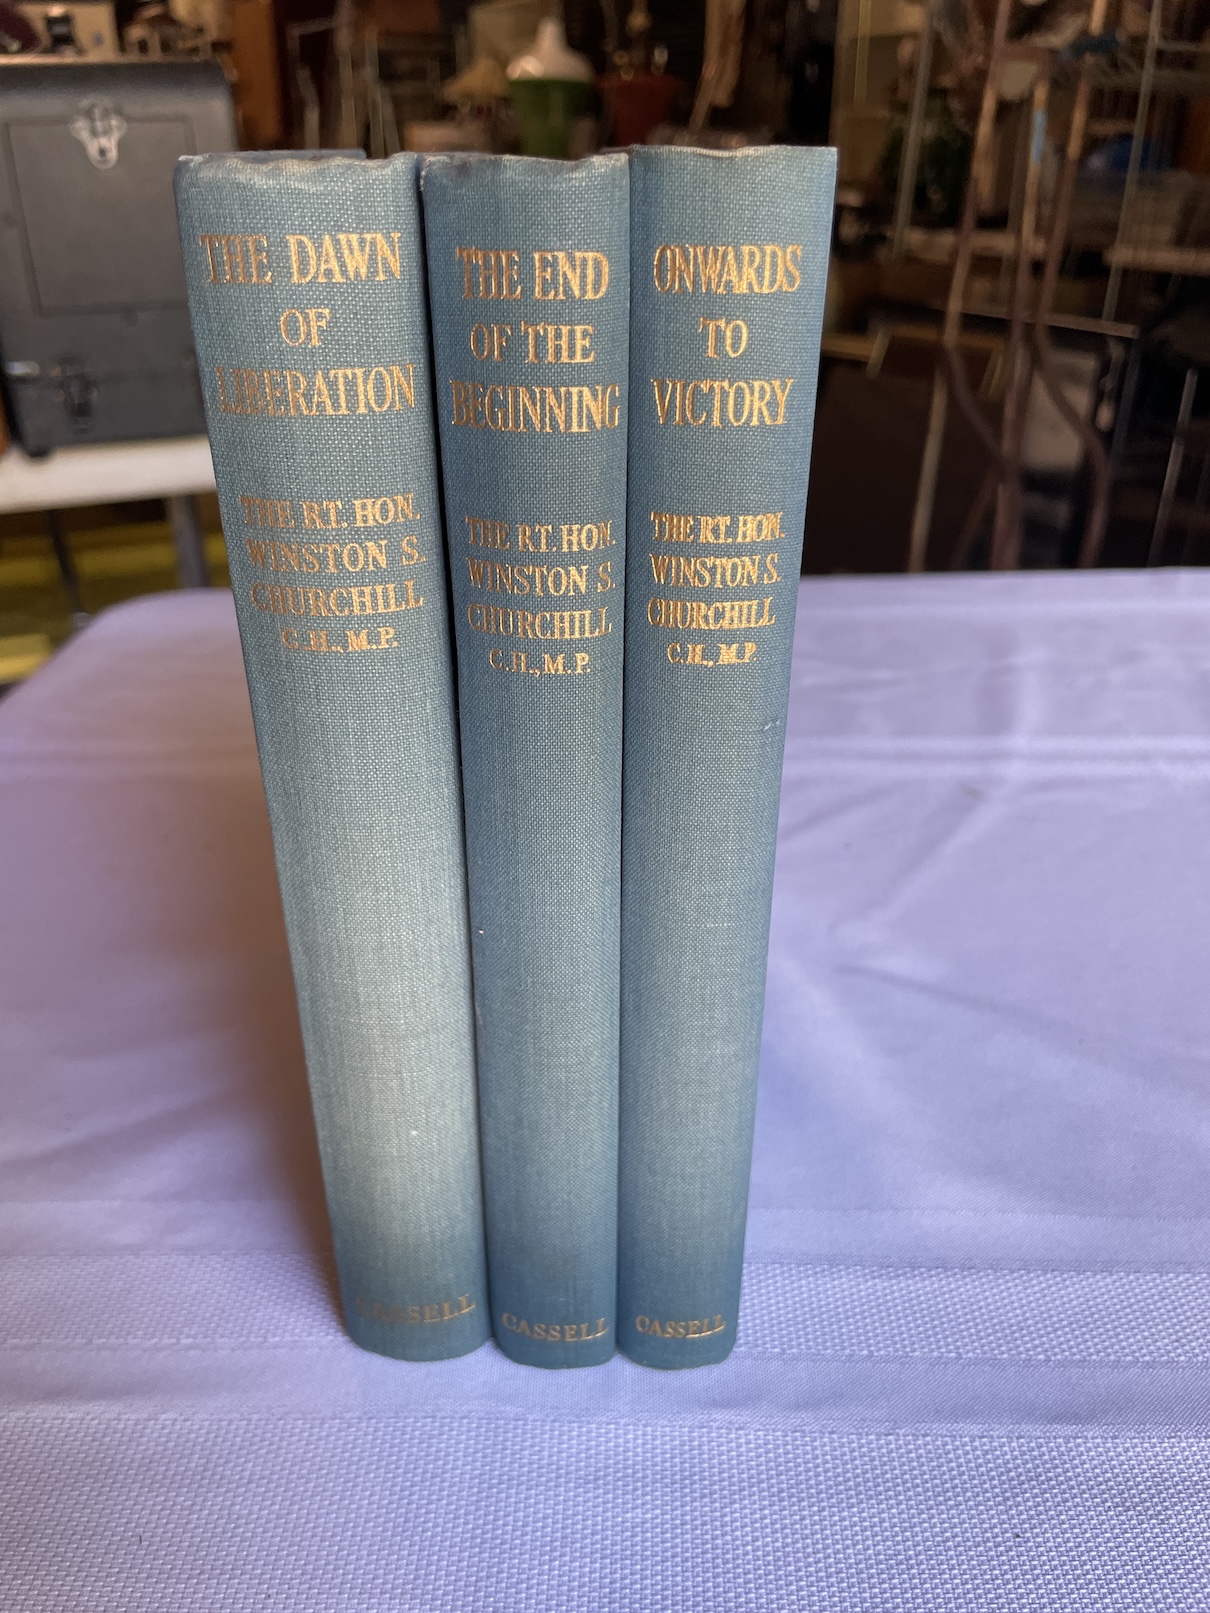 THE DAWN
OF
LIBERATION
THE RT. HON.
WINSTON S.
CHURCHILL
C.H., M.P.
CASSELL
THE END
OF THE
BEGINNING
THE RT. HON.
WINSTON S.
CHURCHILL
C.H., M.P.
CASSELL
ONWARDS
TO
VICTORY
THE RT. HON.
WINSTON S.
CHURCHILL
C.H., M.P.
CASSELL